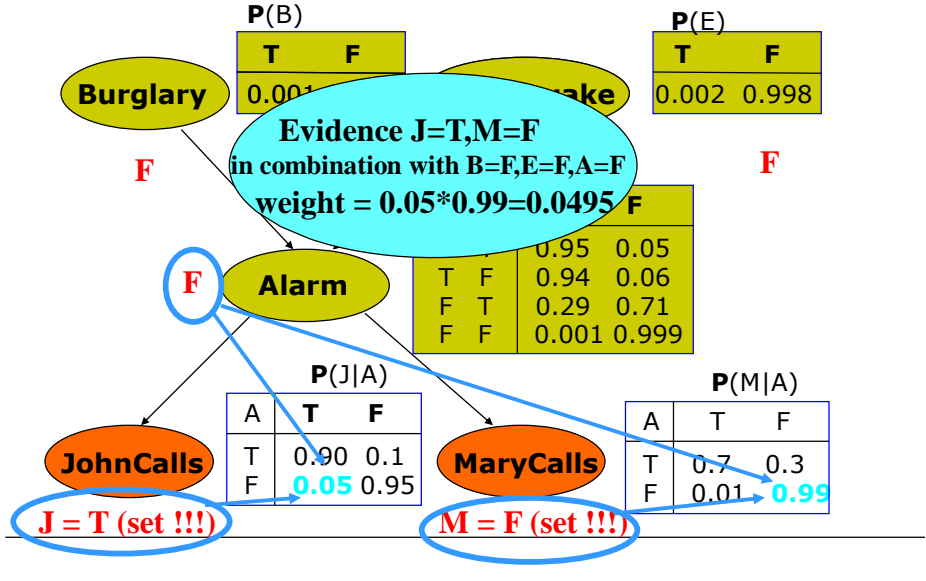 P(B)
T F
0.001
Burglary
P(E)
T F
0.002 0.998
ake
Evidence J=T,M=F
in combination with B=F,E=F,A=F
weight = 0.05*0.99=0.0495
F
F
F
0.95 0.05
T F 0.94 0.06
F T 0.29 0.71
F F 0.001 0.999
F
Alarm
P(J|A)
A T F
T 0.90 0.1
F 0.05 0.95
P(M|A)
A T F
T 0.7 0.3
F 0.01 0.99
JohnCalls
MaryCalls
J = T (set !!!)
M = F (set !!!)